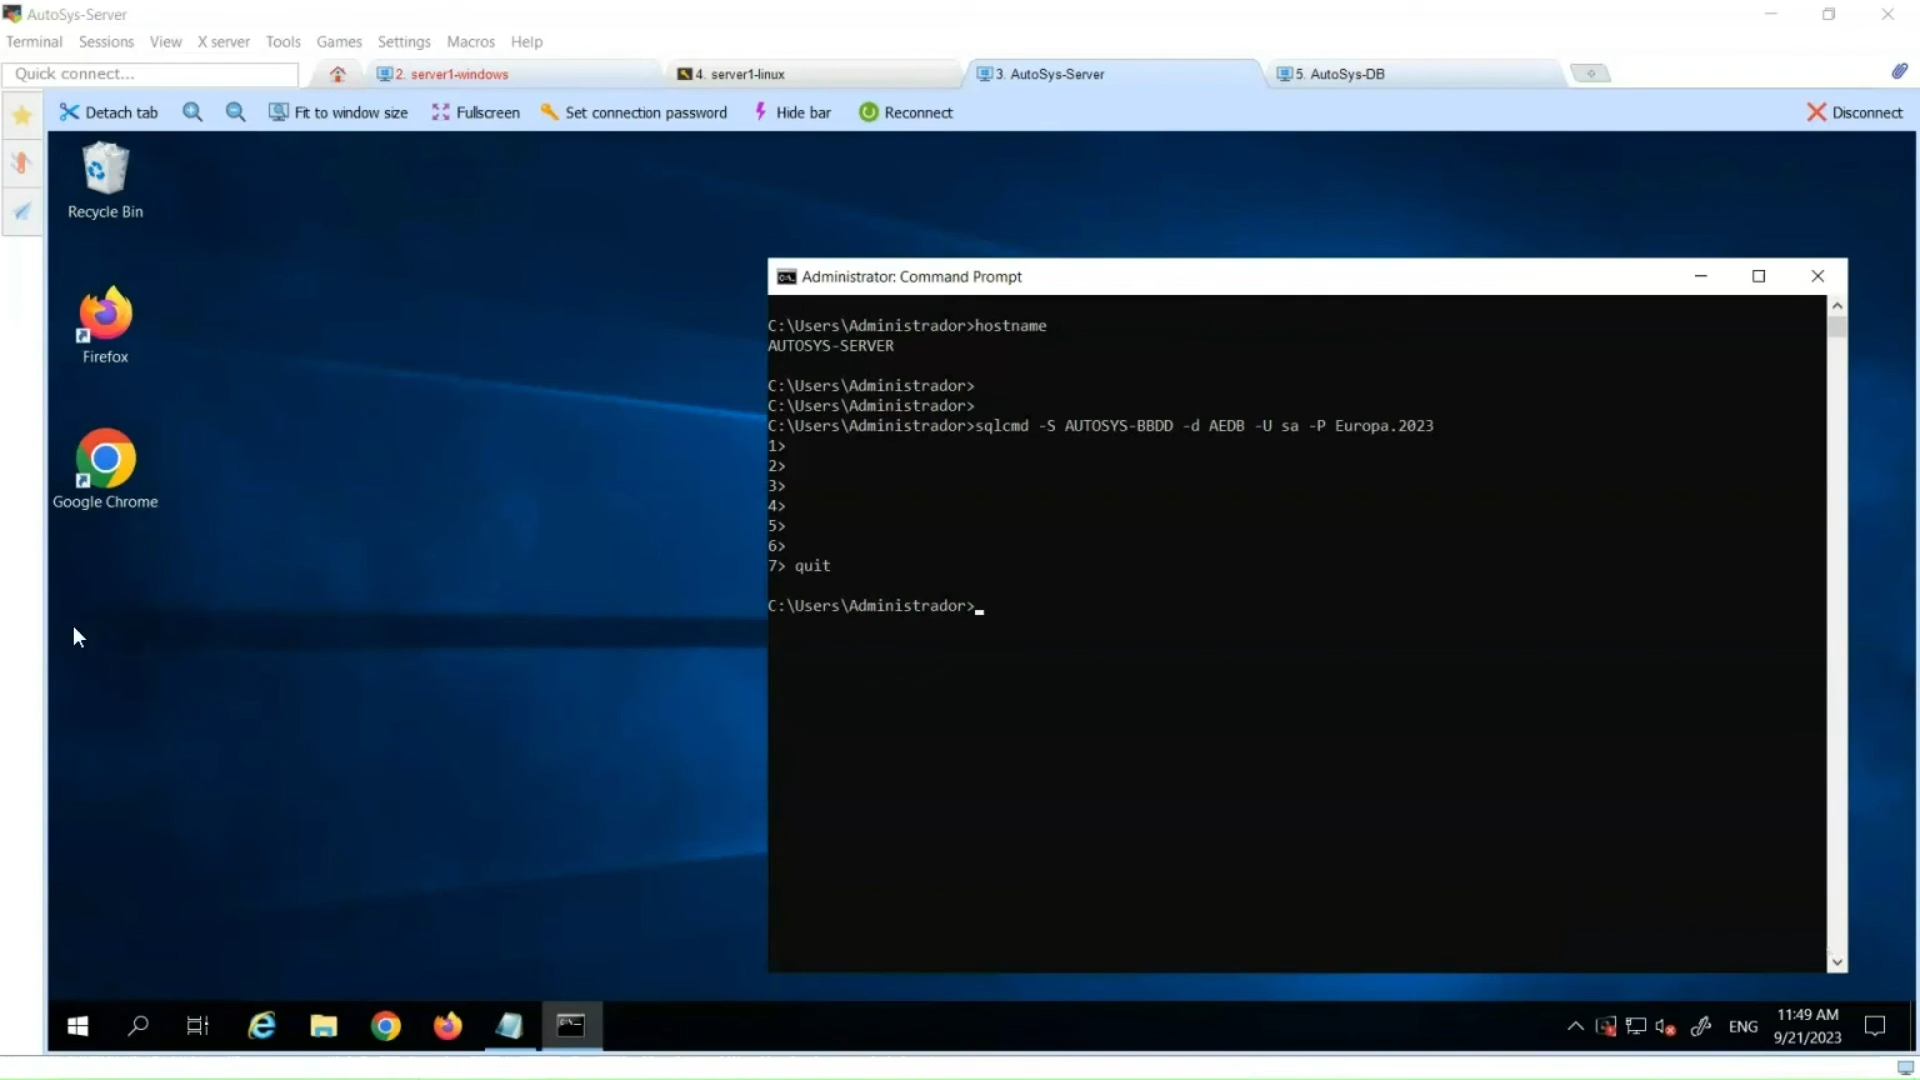 AutoSys-Server
Terminal Sessions View X server Tools Games Settings Macros Help
Quick connect...
2. server1-windows
4. server1-linux
3. AutoSys-Server
5. AutoSys-DB
Detach tab
Fit to window size
Fullscreen
Set connection password
Hide bar
Reconnect
Disconnect
Recycle Bin
Firefox
Google Chrome
Administrator: Command Prompt
C:\Users\Administrador>hostname
AUTOSYS-SERVER
C:\Users\Administrador>
C:\Users\Administrador>
C:\Users\Administrador>sqlcmd -S AUTOSYS-BBDD -d AEDB -U sa -P Europa.2023
1>
2>
3>
4>
5>
6>
7> quit
C:\Users\Administrador>
ENG
11:49 AM
9/21/2023